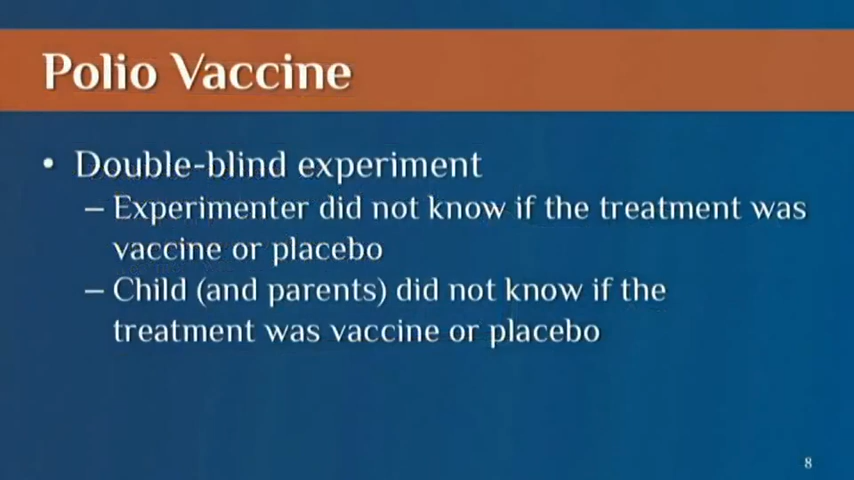 Polio Vaccine
• Double-blind experiment
– Experimenter did not know if the treatment was
vaccine or placebo
– Child (and parents) did not know if the
treatment was vaccine or placebo
8